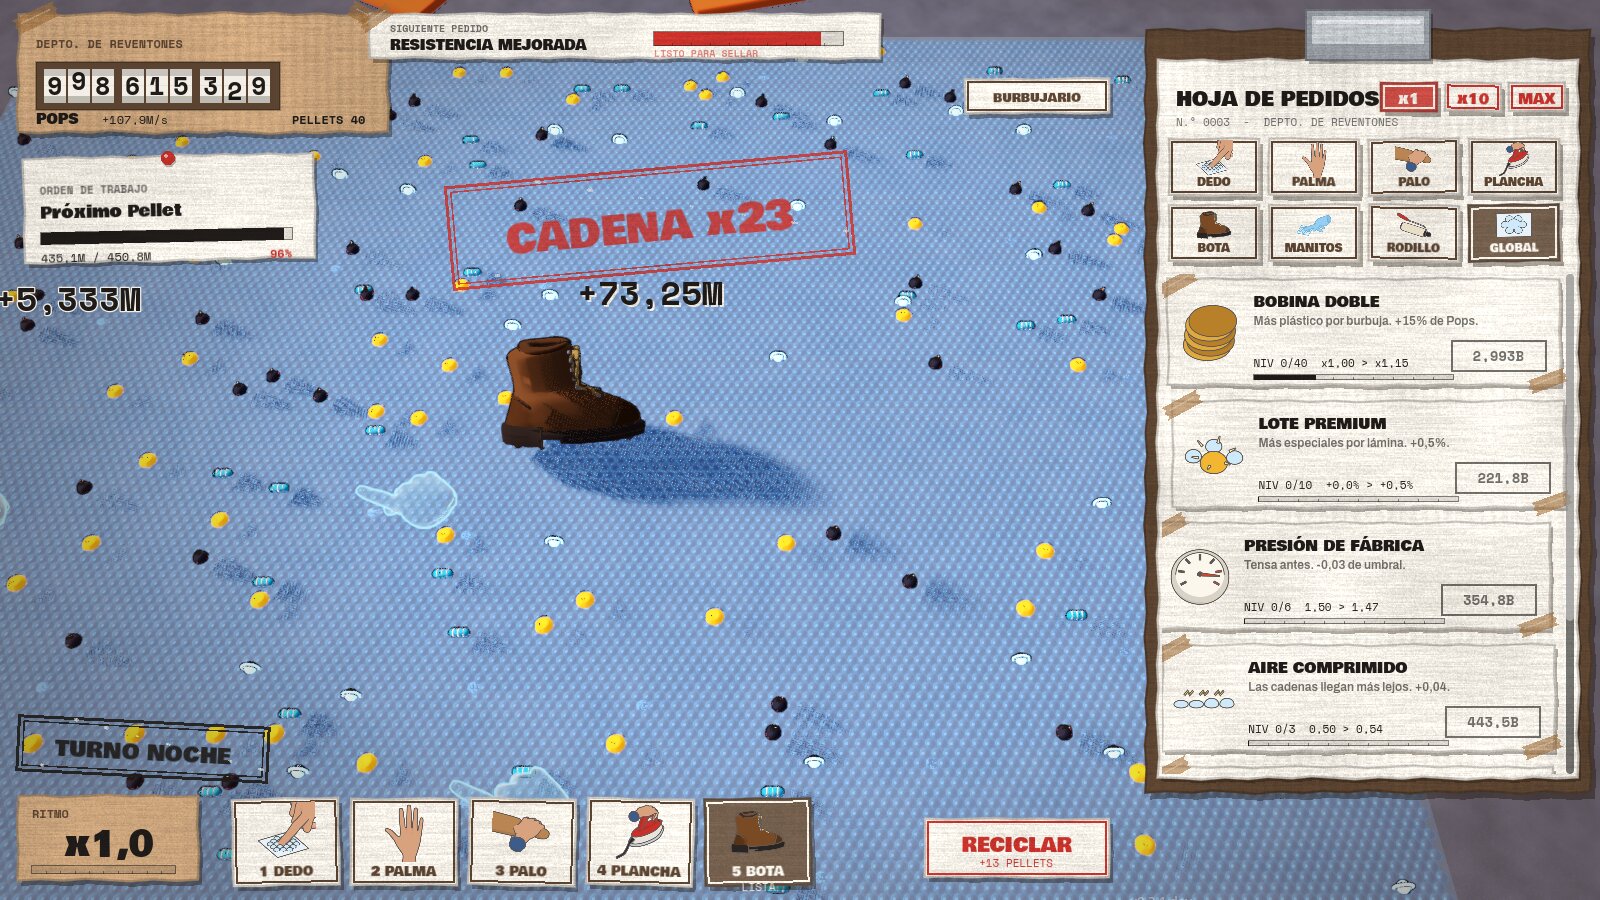 DEPTO. DE REVENTONES
998 615 329
POPS +107,9M/s PELLETS 40
SIGUIENTE PEDIDO
RESISTENCIA MEJORADA
LISTO PARA SELLAR
BURBUJARIO
ORDEN DE TRABAJO
Próximo Pellet
435,1M / 450,8M 96%
CADENA x23
+5,333M
+73,25M
TURNO NOCHE
RITMO
x1,0
1 DEDO
2 PALMA
3 PALO
4 PLANCHA
5 BOTA
LISTA
RECICLAR
+13 PELLETS
HOJA DE PEDIDOS x1 x10 MAX
N.º 0003 - DEPTO. DE REVENTONES
DEDO PALMA PALO PLANCHA
BOTA MANITOS RODILLO GLOBAL
BOBINA DOBLE
Más plástico por burbuja. +15% de Pops.
NIV 0/40 x1,00 > x1,15
2,993B
LOTE PREMIUM
Más especiales por lámina. +0,5%.
NIV 0/10 +0,0% > +0,5%
221,8B
PRESIÓN DE FÁBRICA
Tensa antes. -0,03 de umbral.
NIV 0/6 1,50 > 1,47
354,8B
AIRE COMPRIMIDO
Las cadenas llegan más lejos. +0,04.
NIV 0/3 0,50 > 0,54
443,5B